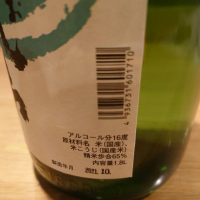 4 936731 601710
アルコール分16度
原材料名 米(国産)、
米こうじ(国産米)
精米歩合65%
内容量1.8L
製造年月
2021. 10.